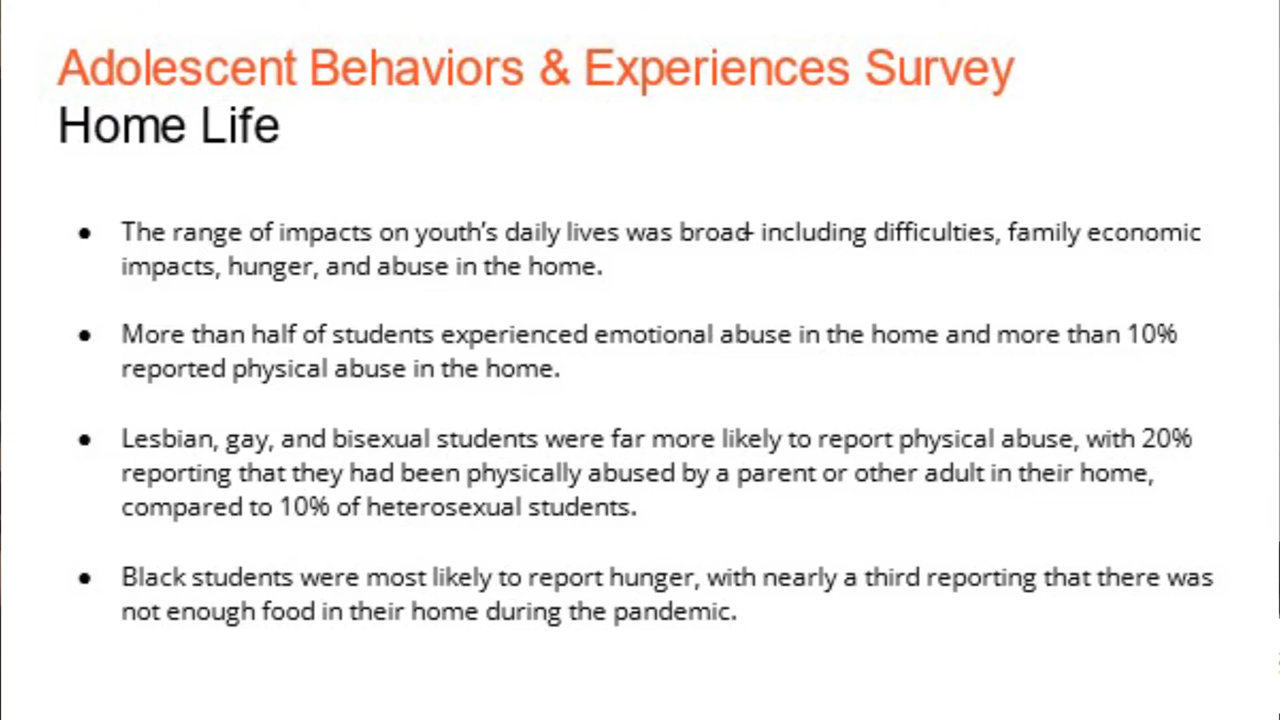 Adolescent Behaviors & Experiences Survey
Home Life
● The range of impacts on youth's daily lives was broad- including difficulties, family economic
impacts, hunger, and abuse in the home.
● More than half of students experienced emotional abuse in the home and more than 10%
reported physical abuse in the home.
● Lesbian, gay, and bisexual students were far more likely to report physical abuse, with 20%
reporting that they had been physically abused by a parent or other adult in their home,
compared to 10% of heterosexual students.
● Black students were most likely to report hunger, with nearly a third reporting that there was
not enough food in their home during the pandemic.